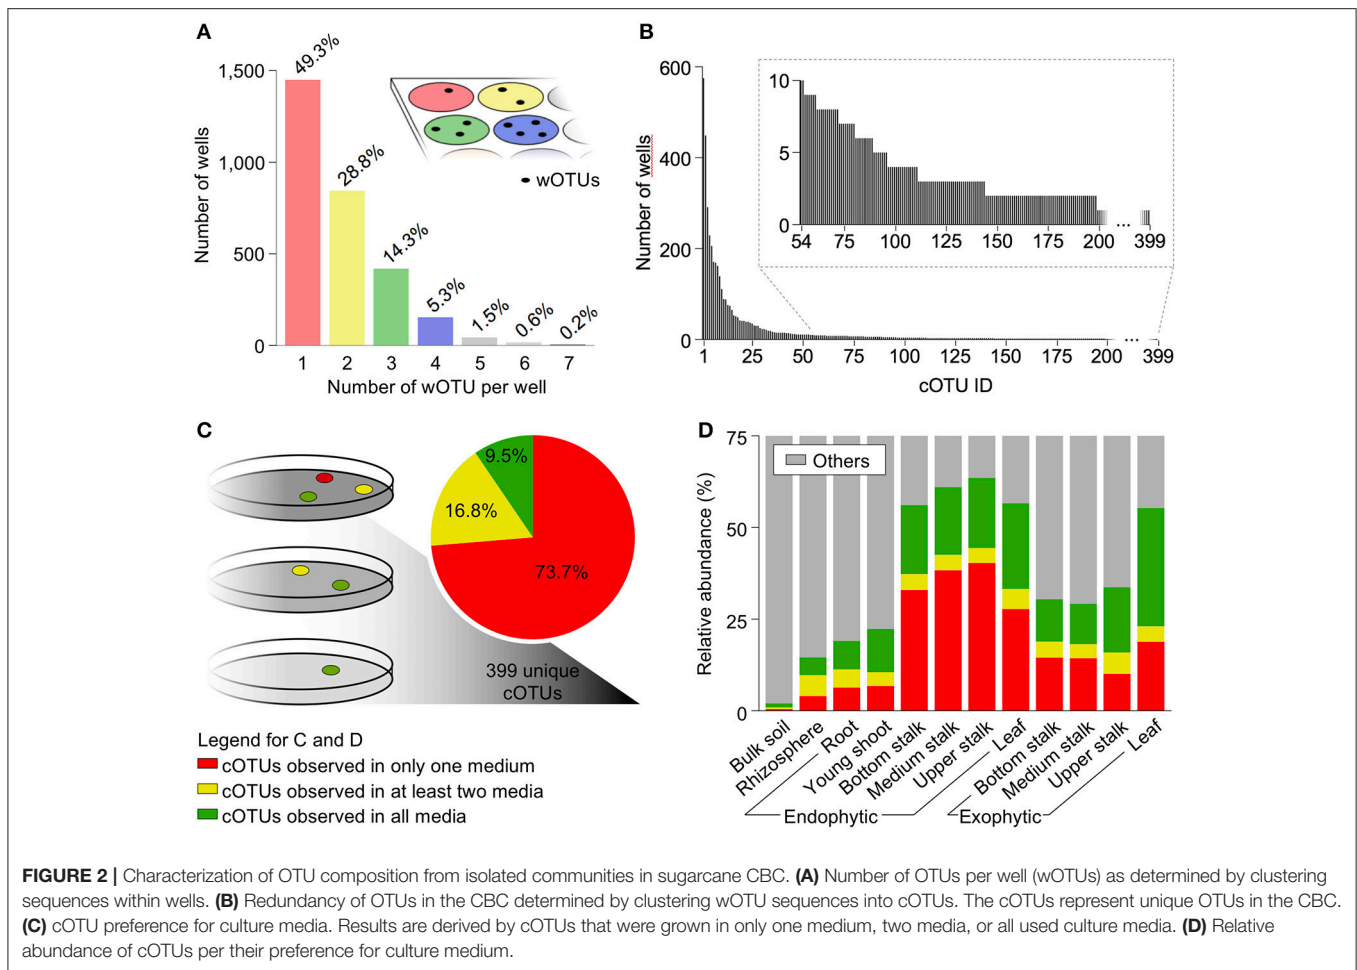 A
Number of wells
1,500
1,000
500
0
49.3%
28.8%
14.3%
5.3%
1.5%
0.6%
0.2%
wOTUs
1 2 3 4 5 6 7
Number of wOTU per well
B
Number of wells
600
400
200
0
10
5
0
54 75 100 125 150 175 200 ... 399
1 25 50 75 100 125 150 175 200 ... 399
cOTU ID
C
9.5%
16.8%
73.7%
399 unique
cOTUs
Legend for C and D
cOTUs observed in only one medium
cOTUs observed in at least two media
cOTUs observed in all media
D
Relative abundance (%)
75
50
25
0
Others
Bulk soil
Rhizosphere
Root
Young shoot
Bottom stalk
Medium stalk
Upper stalk
Leaf
Bottom stalk
Medium stalk
Upper stalk
Leaf
Endophytic
Exophytic
FIGURE 2 | Characterization of OTU composition from isolated communities in sugarcane CBC. (A) Number of OTUs per well (wOTUs) as determined by clustering
sequences within wells. (B) Redundancy of OTUs in the CBC determined by clustering wOTU sequences into cOTUs. The cOTUs represent unique OTUs in the CBC.
(C) cOTU preference for culture media. Results are derived by cOTUs that were grown in only one medium, two media, or all used culture media. (D) Relative
abundance of cOTUs per their preference for culture medium.